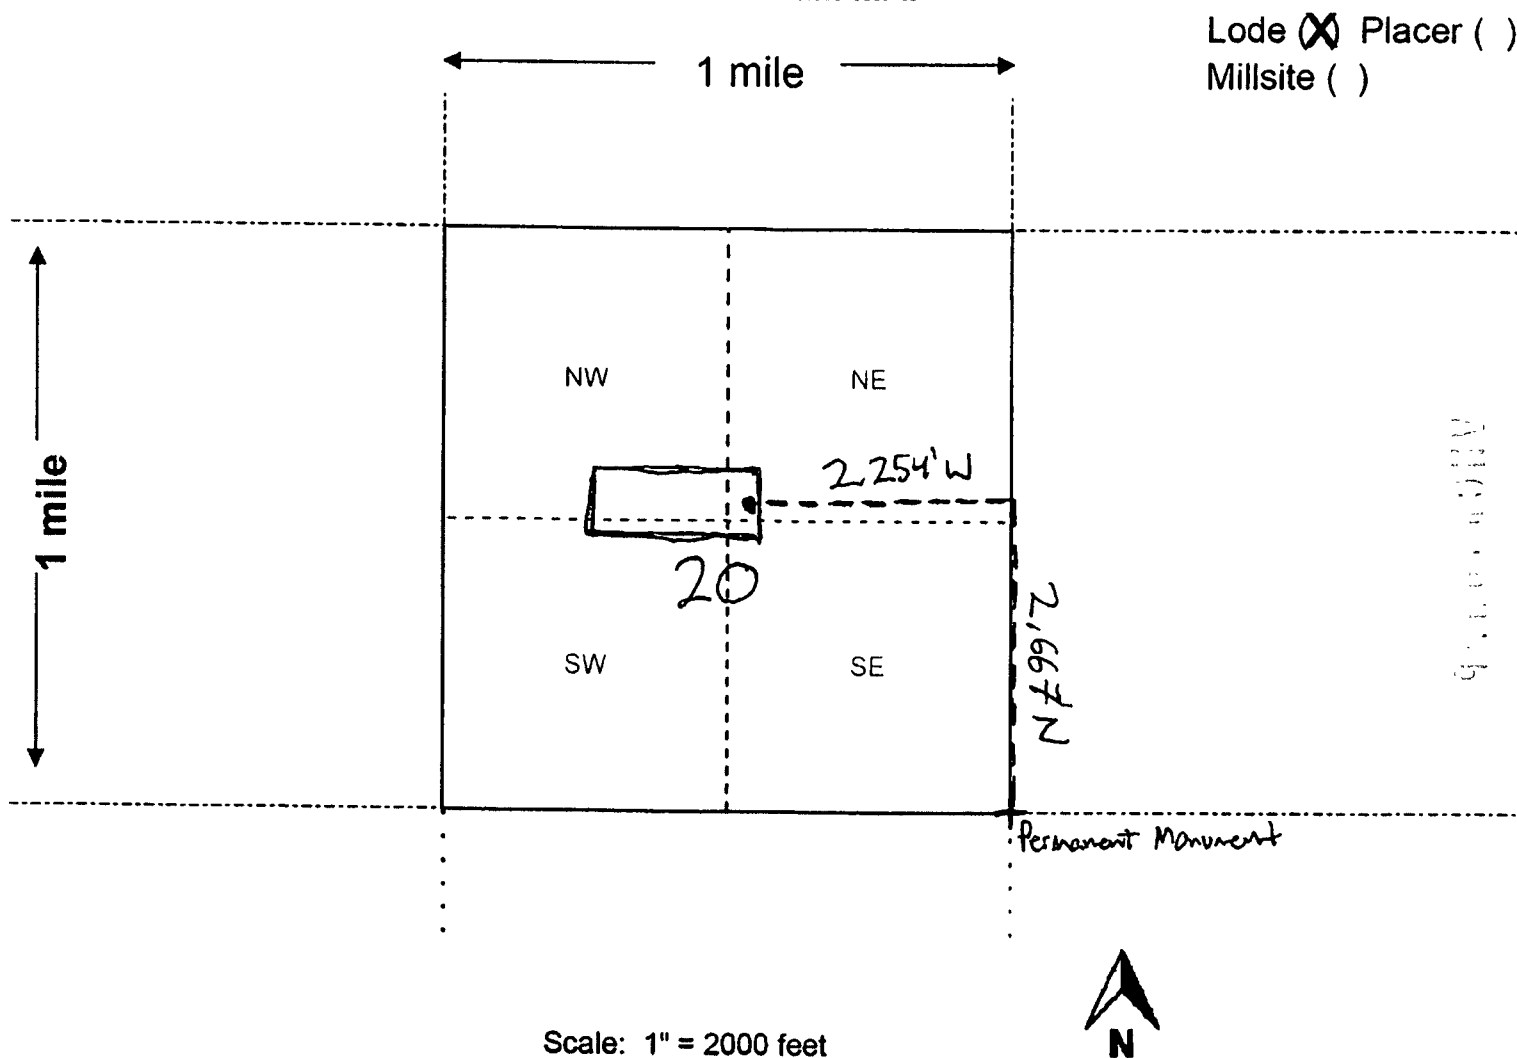 Lode (X) Placer ( )
1 mile
Millsite ( )
NW
NE
1 mile
2,254'W
20
SW
SE
2,667N
Permanent Monument
Scale: 1" = 2000 feet
N